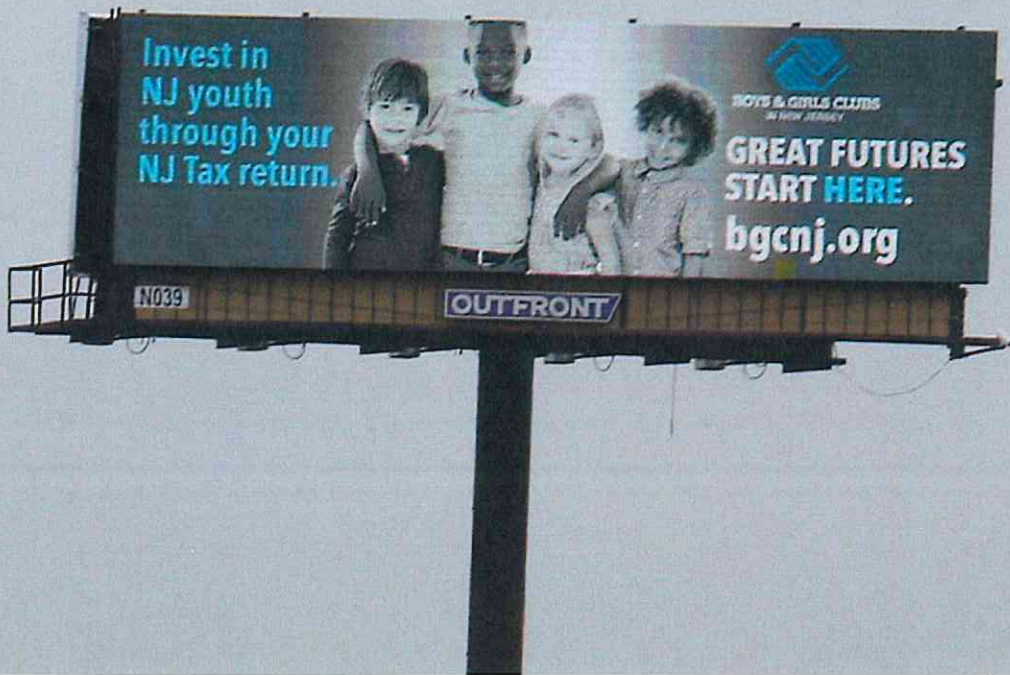 Invest in
NJ youth
through your
NJ Tax return.
BOYS & GIRLS CLUBS
IN NEW JERSEY
GREAT FUTURES
START HERE.
bgcnj.org
N039
OUTFRONT